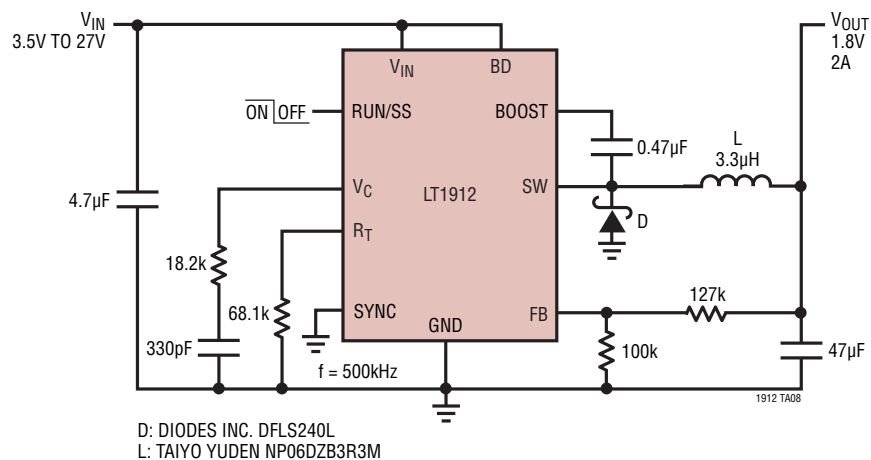 VIN
3.5V TO 27V
VOUT
1.8V
2A
VIN
BD
ON OFF
RUN/SS
BOOST
0.47µF
L
3.3µH
4.7µF
VC
LT1912
SW
D
RT
18.2k
68.1k
SYNC
FB
127k
GND
330pF
f = 500kHz
100k
47µF
1912 TA08
D: DIODES INC. DFLS240L
L: TAIYO YUDEN NP06DZB3R3M